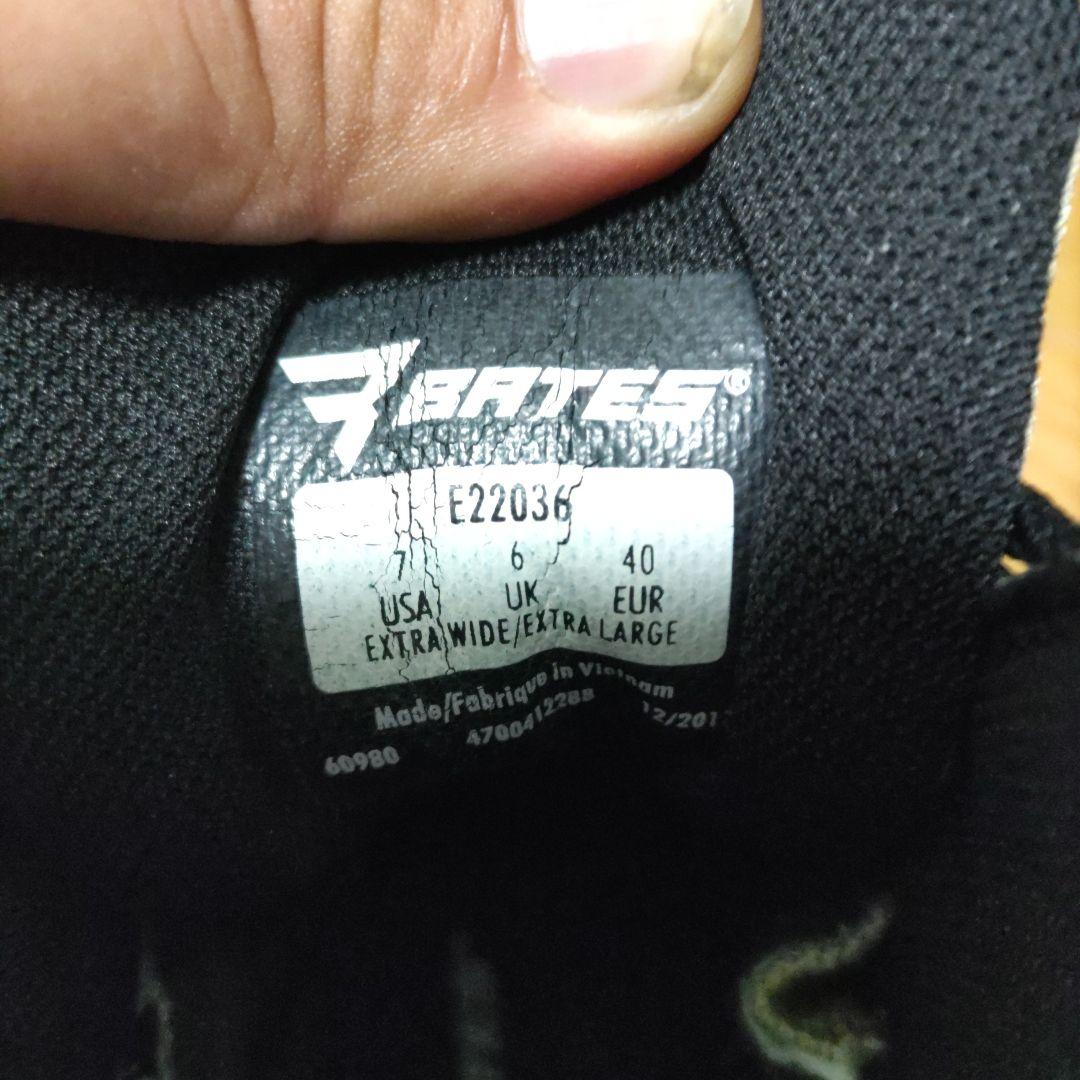 BATES®
E22036
7 6 40
USA UK EUR
EXTRA WIDE/EXTRA LARGE
Made/Fabrique in Vietnam
60980